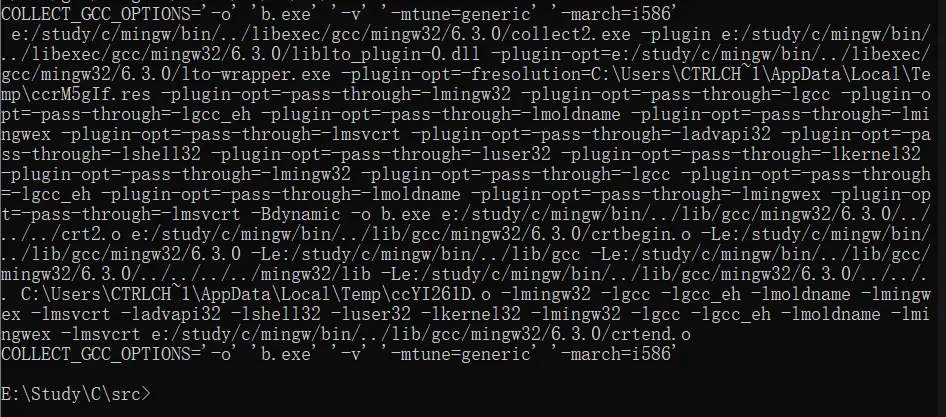 COLLECT_GCC_OPTIONS='-o' 'b.exe' '-v' '-mtune=generic' '-march=i586'
 e:/study/c/mingw/bin/../libexec/gcc/mingw32/6.3.0/collect2.exe -plugin e:/study/c/mingw/bin/
../libexec/gcc/mingw32/6.3.0/liblto_plugin-0.dll -plugin-opt=e:/study/c/mingw/bin/../libexec/
gcc/mingw32/6.3.0/lto-wrapper.exe -plugin-opt=-fresolution=C:\Users\CTRLCH~1\AppData\Local\Te
mp\ccrM5gIf.res -plugin-opt=-pass-through=-lmingw32 -plugin-opt=-pass-through=-lgcc -plugin-o
pt=-pass-through=-lgcc_eh -plugin-opt=-pass-through=-lmoldname -plugin-opt=-pass-through=-lmi
ngwex -plugin-opt=-pass-through=-lmsvcrt -plugin-opt=-pass-through=-ladvapi32 -plugin-opt=-pa
ss-through=-lshell32 -plugin-opt=-pass-through=-luser32 -plugin-opt=-pass-through=-lkernel32
-plugin-opt=-pass-through=-lmingw32 -plugin-opt=-pass-through=-lgcc -plugin-opt=-pass-through
=-lgcc_eh -plugin-opt=-pass-through=-lmoldname -plugin-opt=-pass-through=-lmingwex -plugin-op
t=-pass-through=-lmsvcrt -Bdynamic -o b.exe e:/study/c/mingw/bin/../lib/gcc/mingw32/6.3.0/../
../../crt2.o e:/study/c/mingw/bin/../lib/gcc/mingw32/6.3.0/crtbegin.o -Le:/study/c/mingw/bin/
../lib/gcc/mingw32/6.3.0 -Le:/study/c/mingw/bin/../lib/gcc -Le:/study/c/mingw/bin/../lib/gcc/
mingw32/6.3.0/../../../../mingw32/lib -Le:/study/c/mingw/bin/../lib/gcc/mingw32/6.3.0/../../.
. C:\Users\CTRLCH~1\AppData\Local\Temp\ccYI261D.o -lmingw32 -lgcc -lgcc_eh -lmoldname -lmingw
ex -lmsvcrt -ladvapi32 -lshell32 -luser32 -lkernel32 -lmingw32 -lgcc -lgcc_eh -lmoldname -lmi
ngwex -lmsvcrt e:/study/c/mingw/bin/../lib/gcc/mingw32/6.3.0/crtend.o
COLLECT_GCC_OPTIONS='-o' 'b.exe' '-v' '-mtune=generic' '-march=i586'
E:\Study\C\src>